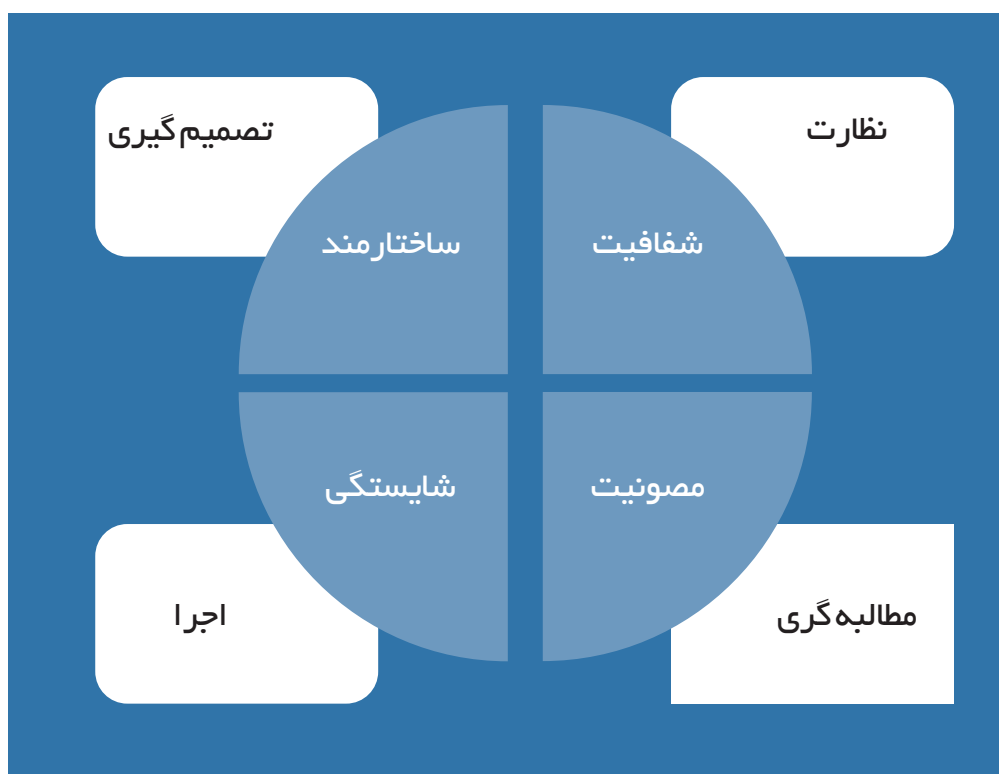 نظارت
تصمیم‌گیری
شفافیت
ساختارمند
مصونیت
شایستگی
مطالبه‌گری
اجرا